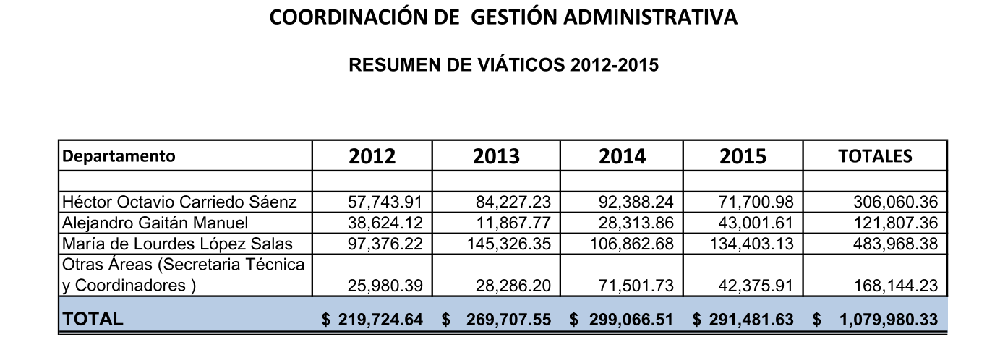 COORDINACIÓN DE GESTIÓN ADMINISTRATIVA
RESUMEN DE VIÁTICOS 2012-2015
Departamento 2012 2013 2014 2015 TOTALES
Héctor Octavio Carriedo Sáenz 57,743.91 84,227.23 92,388.24 71,700.98 306,060.36
Alejandro Gaitán Manuel 38,624.12 11,867.77 28,313.86 43,001.61 121,807.36
María de Lourdes López Salas 97,376.22 145,326.35 106,862.68 134,403.13 483,968.38
Otras Áreas (Secretaria Técnica
y Coordinadores ) 25,980.39 28,286.20 71,501.73 42,375.91 168,144.23
TOTAL $ 219,724.64 $ 269,707.55 $ 299,066.51 $ 291,481.63 $ 1,079,980.33